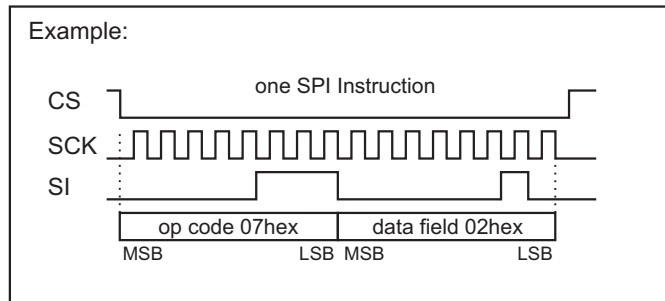 Example:
one SPI Instruction
CS
SCK
SI
op code 07hex data field 02hex
MSB LSB MSB LSB